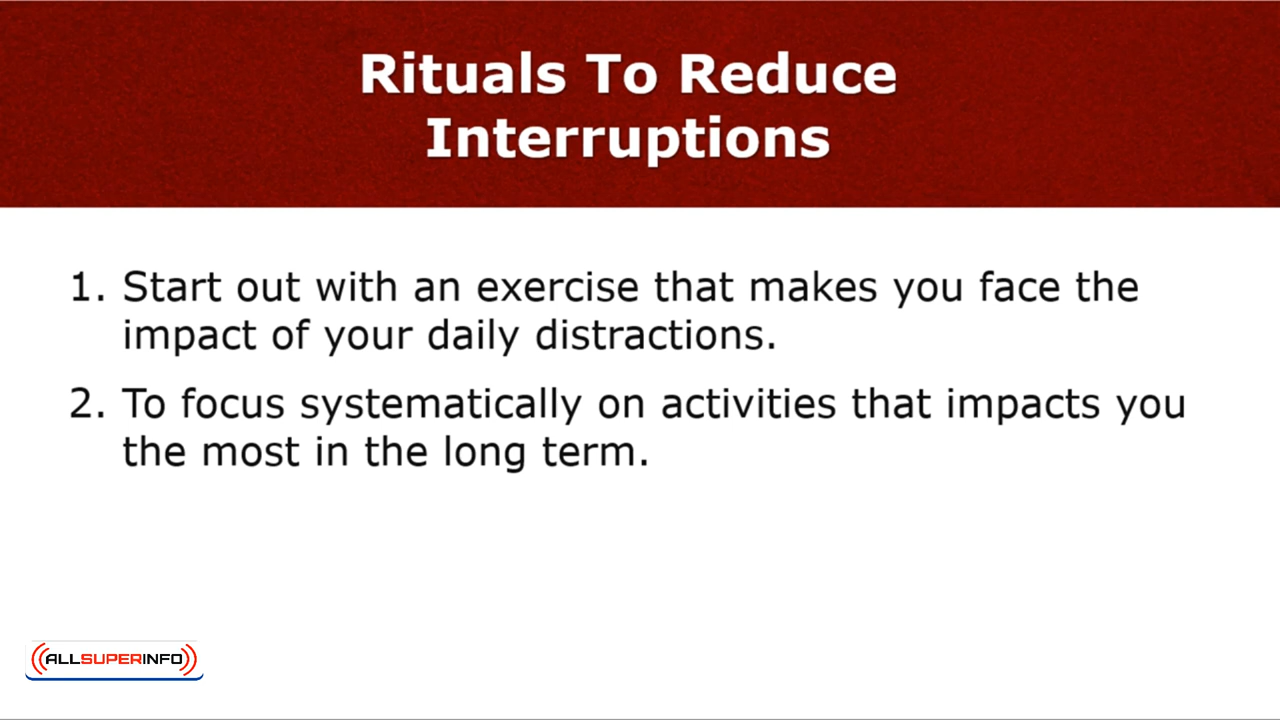 Rituals To Reduce
Interruptions
1. Start out with an exercise that makes you face the
impact of your daily distractions.
2. To focus systematically on activities that impacts you
the most in the long term.
ALLSUPERINFO